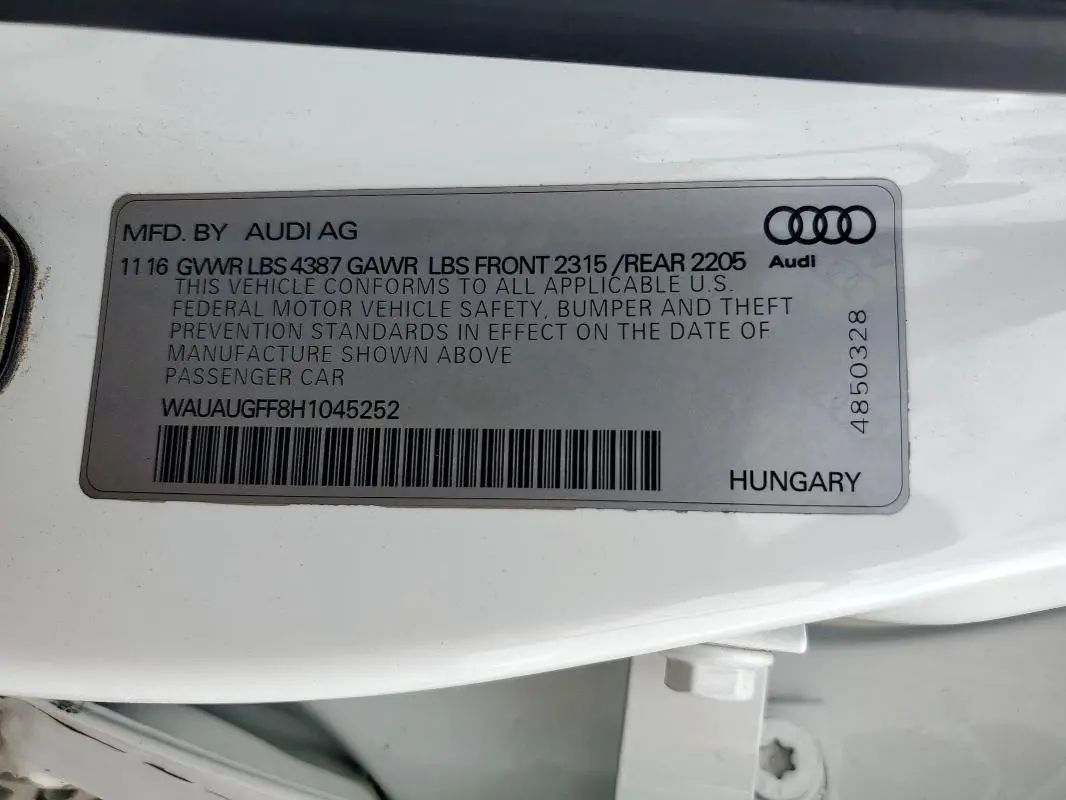 MFD. BY AUDI AG
11 16 GVWR LBS 4387 GAWR LBS FRONT 2315 /REAR 2205
Audi
THIS VEHICLE CONFORMS TO ALL APPLICABLE U.S.
FEDERAL MOTOR VEHICLE SAFETY, BUMPER AND THEFT
PREVENTION STANDARDS IN EFFECT ON THE DATE OF
MANUFACTURE SHOWN ABOVE
PASSENGER CAR
WAUAUGFF8H1045252
4850328
HUNGARY